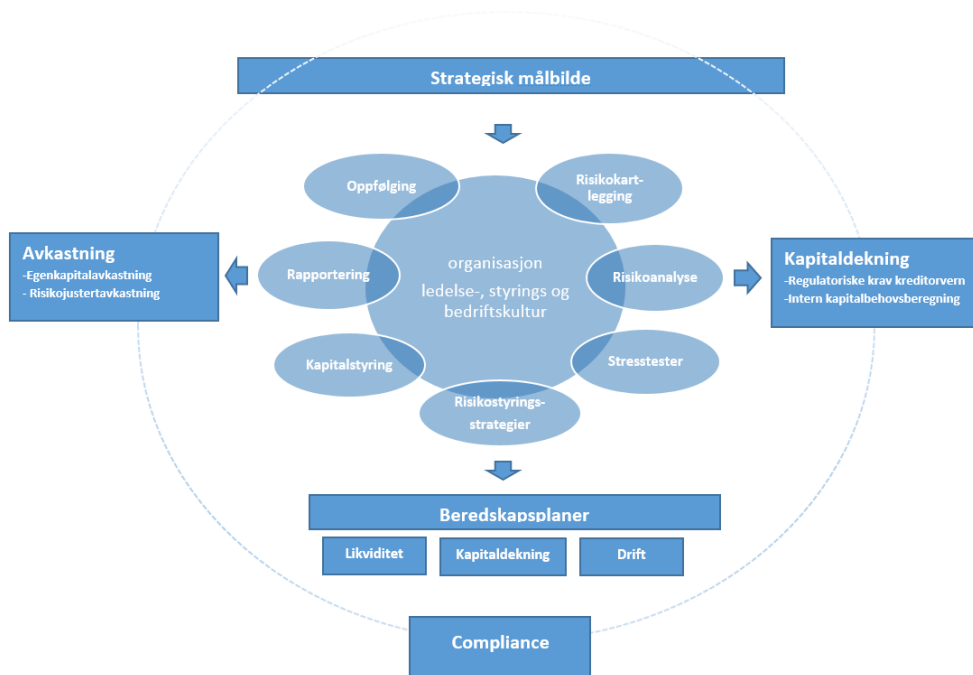 Strategisk målbilde
Oppfølging
Risikokart-
legging
Avkastning
-Egenkapitalavkastning
- Risikojustertavkastning
Rapportering
organisasjon
ledelse-, styrings og
bedriftskultur
Risikoanalyse
Kapitaldekning
-Regulatoriske krav kreditorvern
-Intern kapitalbehovsberegning
Kapitalstyring
Stresstester
Risikostyrings-
strategier
Beredskapsplaner
Likviditet
Kapitaldekning
Drift
Compliance